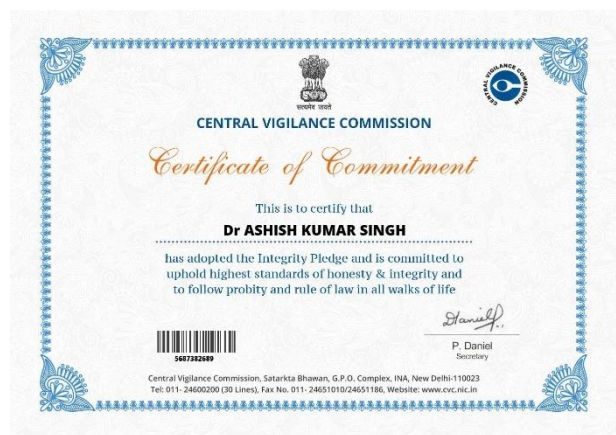 CENTRAL VIGILANCE COMMISSION
सत्यमेव जयते
CENTRAL VIGILANCE COMMISSION
Certificate of Commitment
This is to certify that
Dr ASHISH KUMAR SINGH
has adopted the Integrity Pledge and is committed to
uphold highest standards of honesty & integrity and
to follow probity and rule of law in all walks of life
Daniel
P. Daniel
Secretary
5687382689
Central Vigilance Commission, Satarkta Bhawan, G.P.O. Complex, INA, New Delhi-110023
Tel: 011- 24600200 (30 Lines), Fax No. 011- 24651010/24651186, Website: www.cvc.nic.in